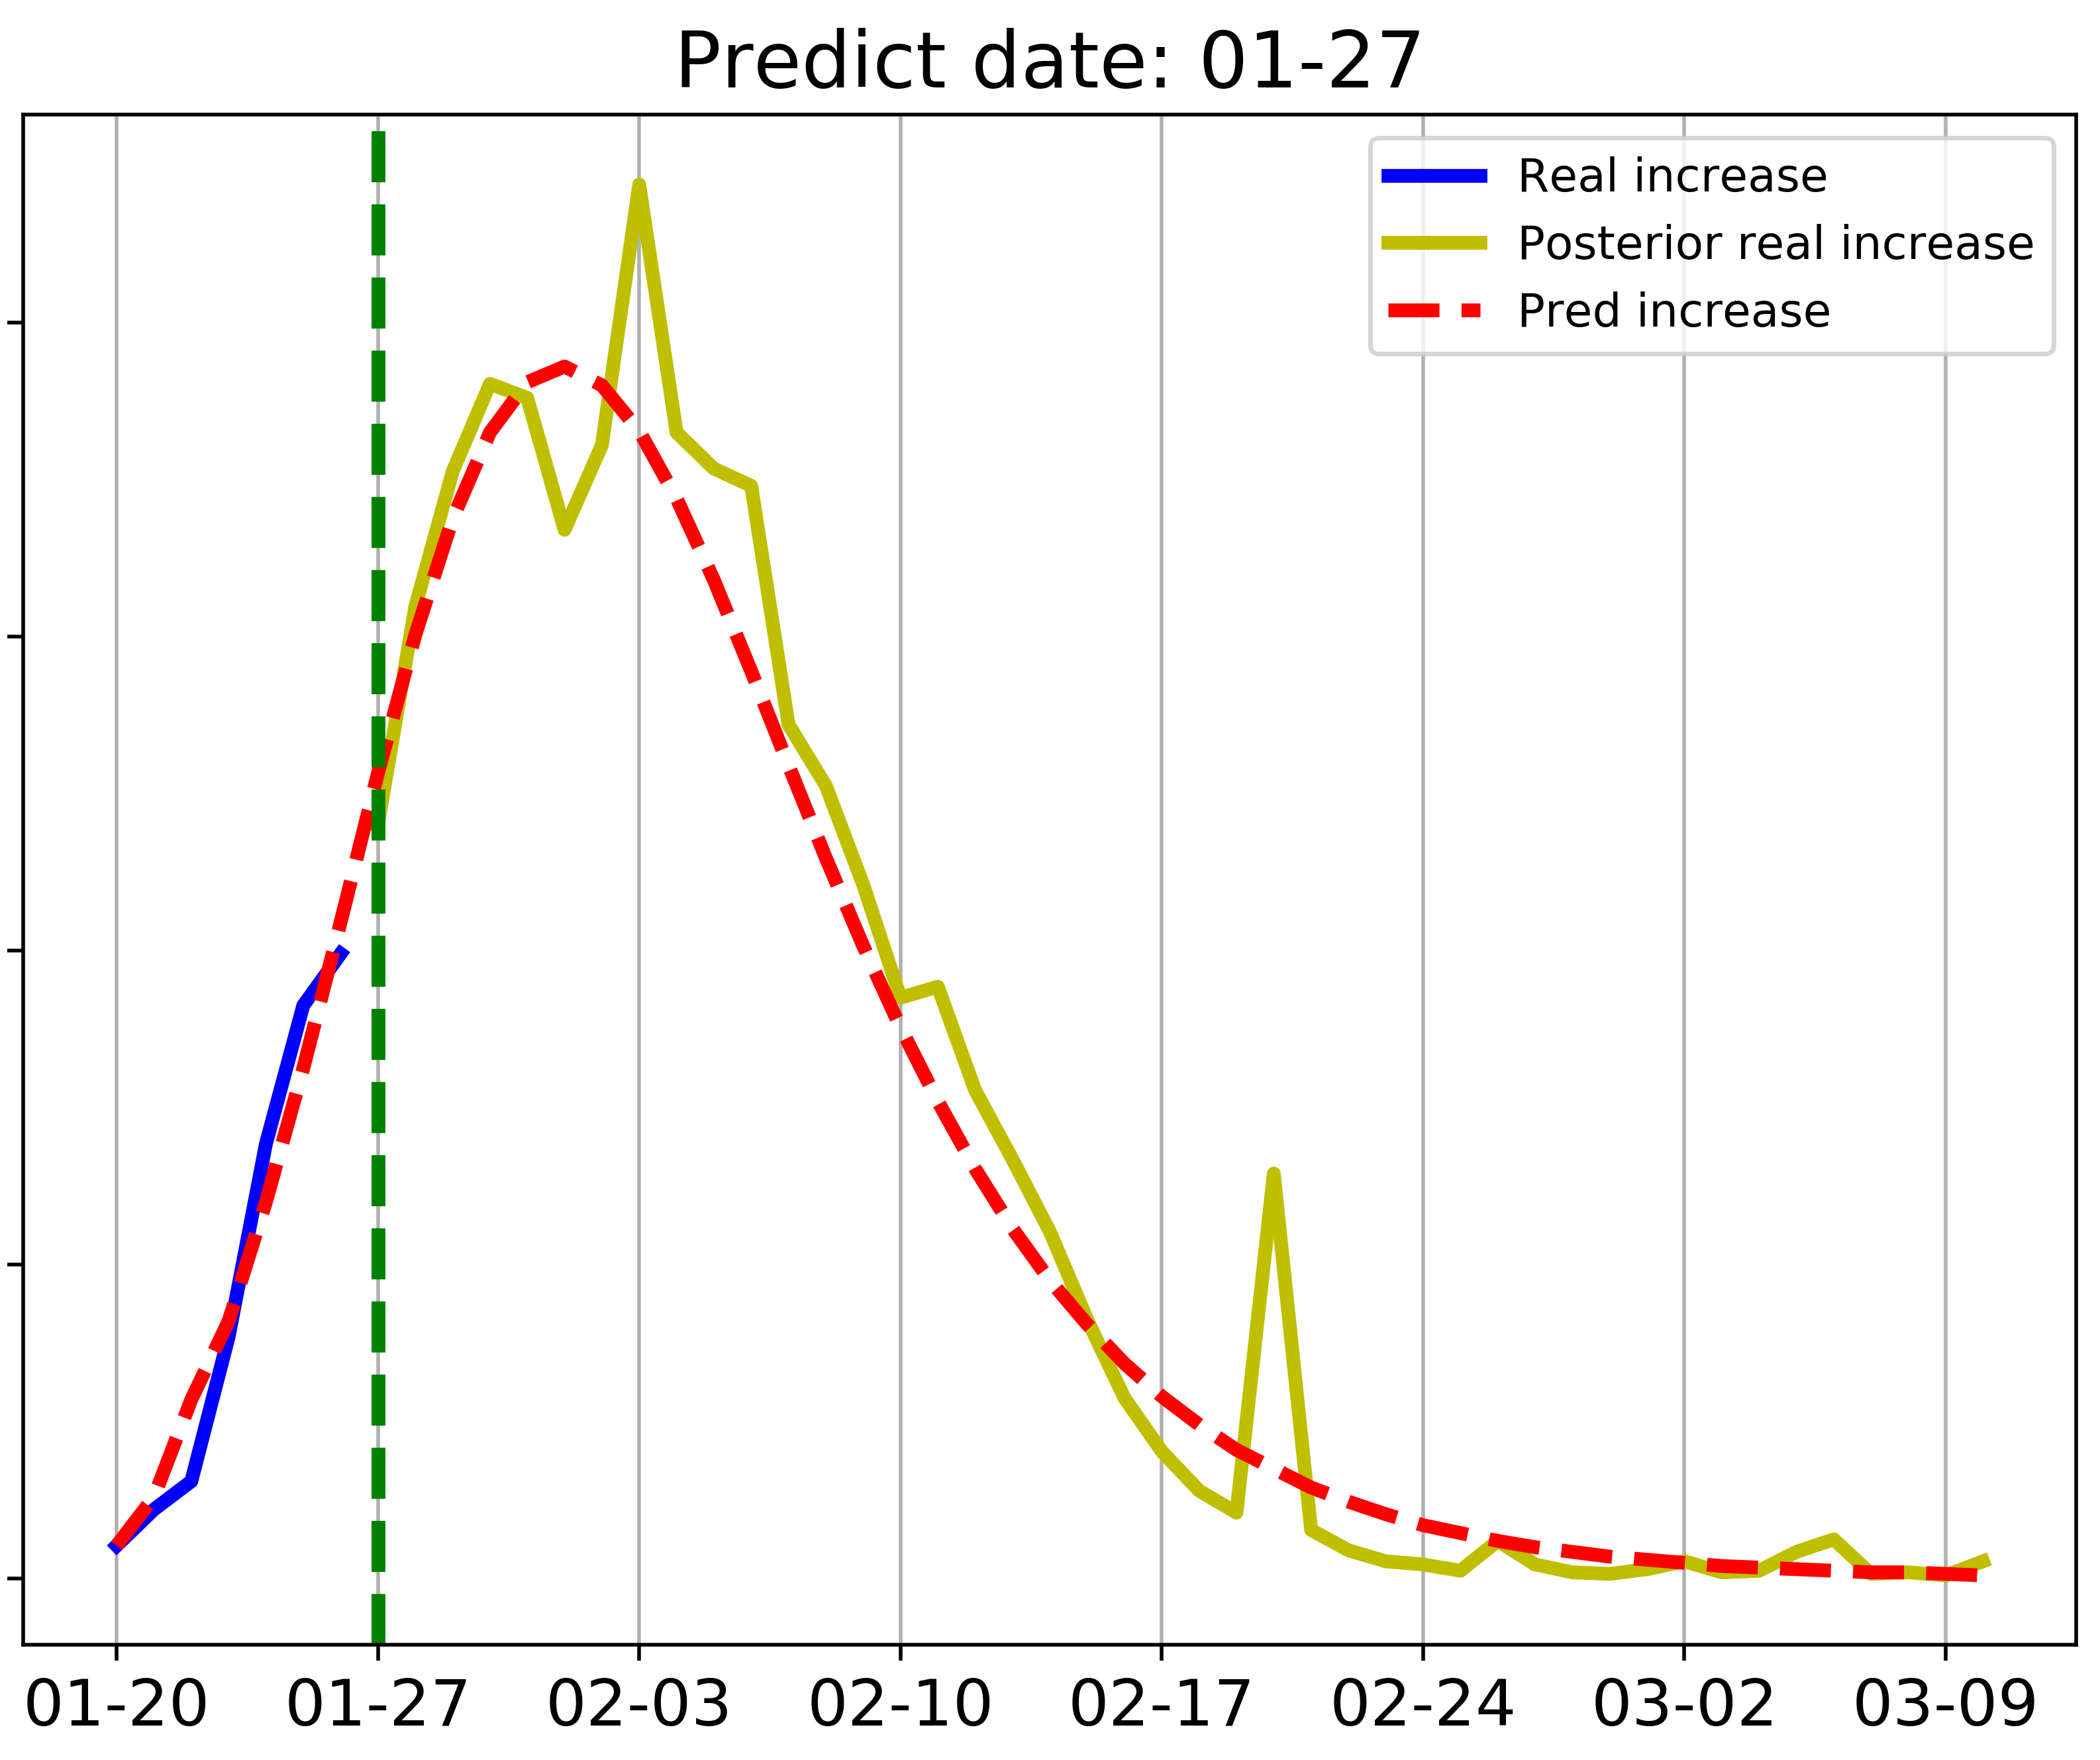 Predict date: 01-27
Real increase
Posterior real increase
Pred increase
01-20 01-27 02-03 02-10 02-17 02-24 03-02 03-09